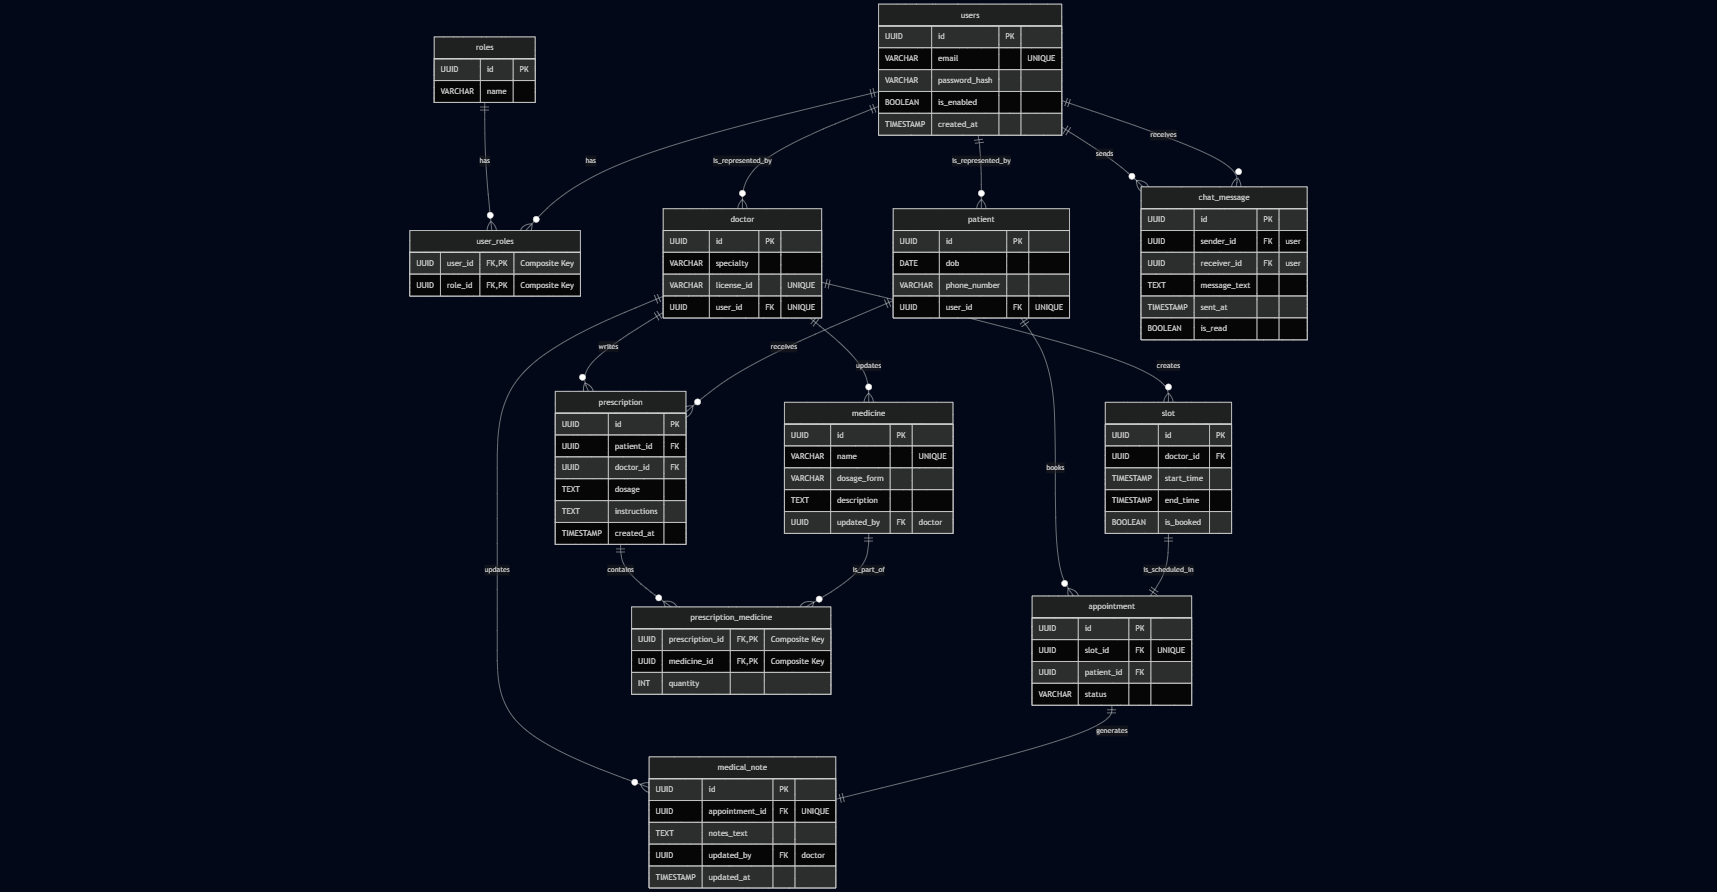 users
UUID id PK
VARCHAR email UNIQUE
VARCHAR password_hash
BOOLEAN is_enabled
TIMESTAMP created_at
roles
UUID id PK
VARCHAR name
has
has
is_represented_by
is_represented_by
sends
receives
user_roles
UUID user_id FK,PK Composite Key
UUID role_id FK,PK Composite Key
doctor
UUID id PK
VARCHAR specialty
VARCHAR license_id UNIQUE
UUID user_id FK UNIQUE
patient
UUID id PK
DATE dob
VARCHAR phone_number
UUID user_id FK UNIQUE
chat_message
UUID id PK
UUID sender_id FK user
UUID receiver_id FK user
TEXT message_text
TIMESTAMP sent_at
BOOLEAN is_read
writes
receives
updates
creates
prescription
UUID id PK
UUID patient_id FK
UUID doctor_id FK
TEXT dosage
TEXT instructions
TIMESTAMP created_at
medicine
UUID id PK
VARCHAR name UNIQUE
VARCHAR dosage_form
TEXT description
UUID updated_by FK doctor
books
slot
UUID id PK
UUID doctor_id FK
TIMESTAMP start_time
TIMESTAMP end_time
BOOLEAN is_booked
updates
contains
is_part_of
is_scheduled_in
prescription_medicine
UUID prescription_id FK,PK Composite Key
UUID medicine_id FK,PK Composite Key
INT quantity
appointment
UUID id PK
UUID slot_id FK UNIQUE
UUID patient_id FK
VARCHAR status
generates
medical_note
UUID id PK
UUID appointment_id FK UNIQUE
TEXT notes_text
UUID updated_by FK doctor
TIMESTAMP updated_at